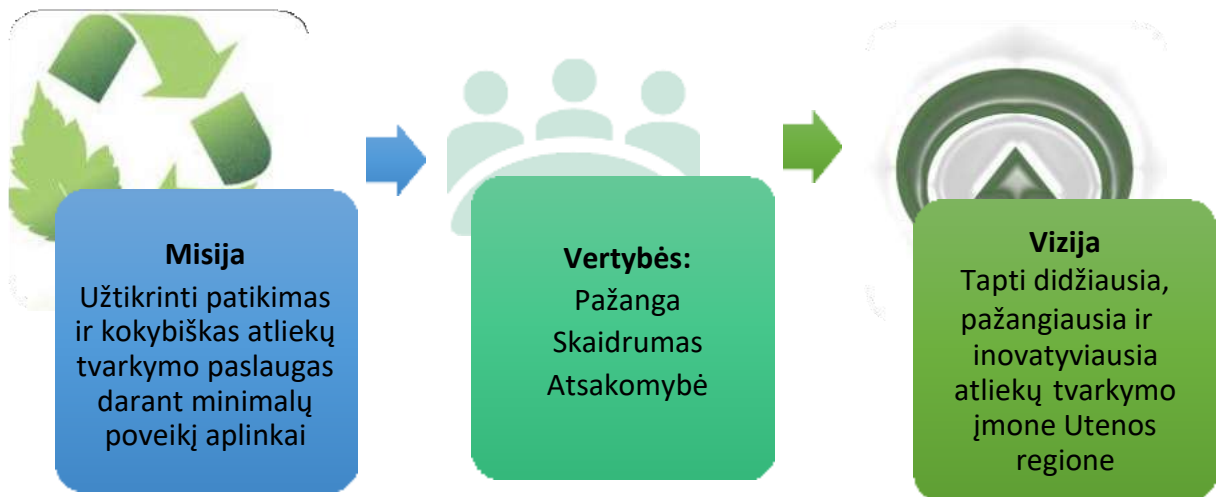 Misija
Užtikrinti patikimas
ir kokybiškas atliekų
tvarkymo paslaugas
darant minimalų
poveikį aplinkai
Vertybės:
Pažanga
Skaidrumas
Atsakomybė
Vizija
Tapti didžiausia,
pažangiausia ir
inovatyviausia
atliekų tvarkymo
įmone Utenos
regione